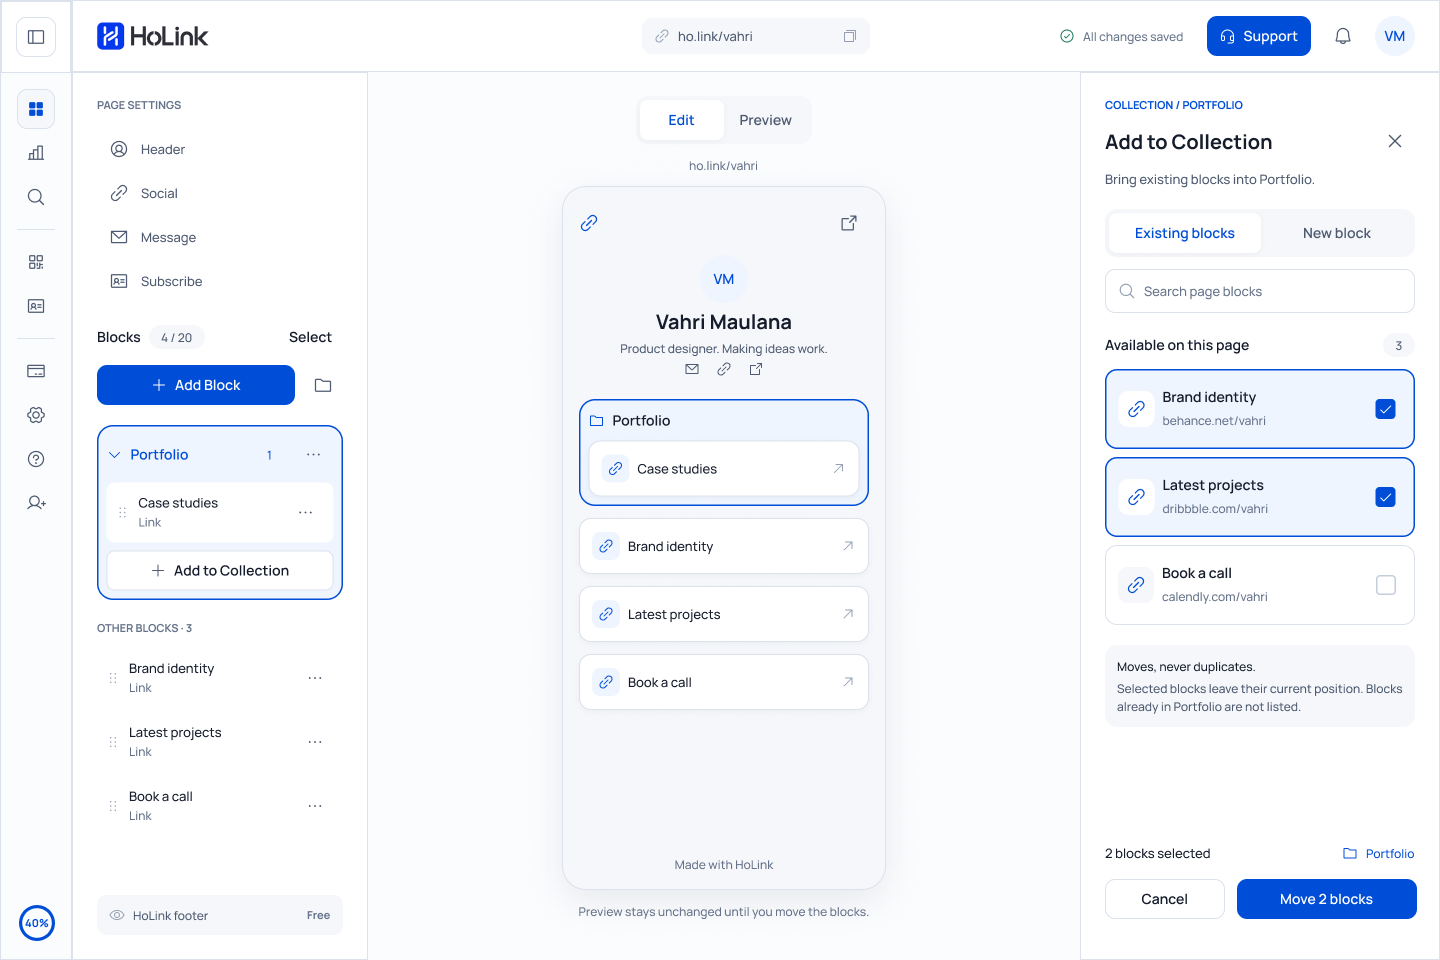 HoLink
ho.link/vahri
All changes saved
Support
VM
PAGE SETTINGS
Header
Social
Message
Subscribe
Blocks
4 / 20
Select
Add Block
Portfolio
1
Case studies
Link
Add to Collection
OTHER BLOCKS · 3
Brand identity
Link
Latest projects
Link
Book a call
Link
HoLink footer
Free
40%
Edit
Preview
ho.link/vahri
VM
Vahri Maulana
Product designer. Making ideas work.
Portfolio
Case studies
Brand identity
Latest projects
Book a call
Made with HoLink
Preview stays unchanged until you move the blocks.
COLLECTION / PORTFOLIO
Add to Collection
Bring existing blocks into Portfolio.
Existing blocks
New block
Search page blocks
Available on this page
3
Brand identity
behance.net/vahri
Latest projects
dribbble.com/vahri
Book a call
calendly.com/vahri
Moves, never duplicates.
Selected blocks leave their current position. Blocks
already in Portfolio are not listed.
2 blocks selected
Portfolio
Cancel
Move 2 blocks